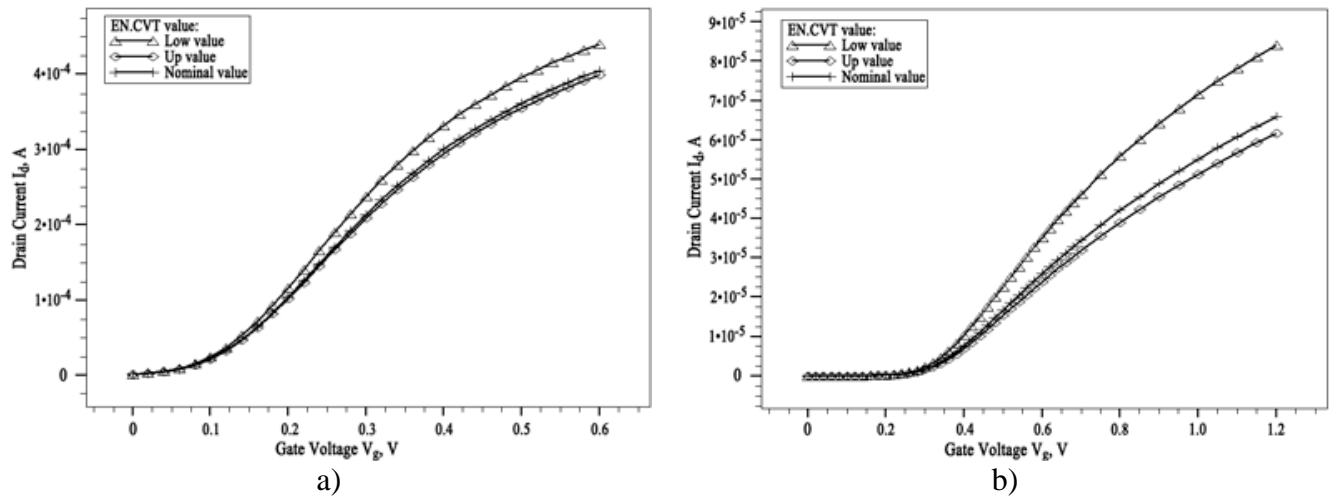 EN.CVT value:
Low value
Up value
Nominal value
4•10⁻⁴
3•10⁻⁴
2•10⁻⁴
1•10⁻⁴
0
Drain Current I_d, A
0 0.1 0.2 0.3 0.4 0.5 0.6
Gate Voltage V_g, V
a)
EN.CVT value:
Low value
Up value
Nominal value
9•10⁻⁵
8•10⁻⁵
7•10⁻⁵
6•10⁻⁵
5•10⁻⁵
4•10⁻⁵
3•10⁻⁵
2•10⁻⁵
1•10⁻⁵
0
Drain Current I_d, A
0 0.2 0.4 0.6 0.8 1.0 1.2
Gate Voltage V_g, V
b)